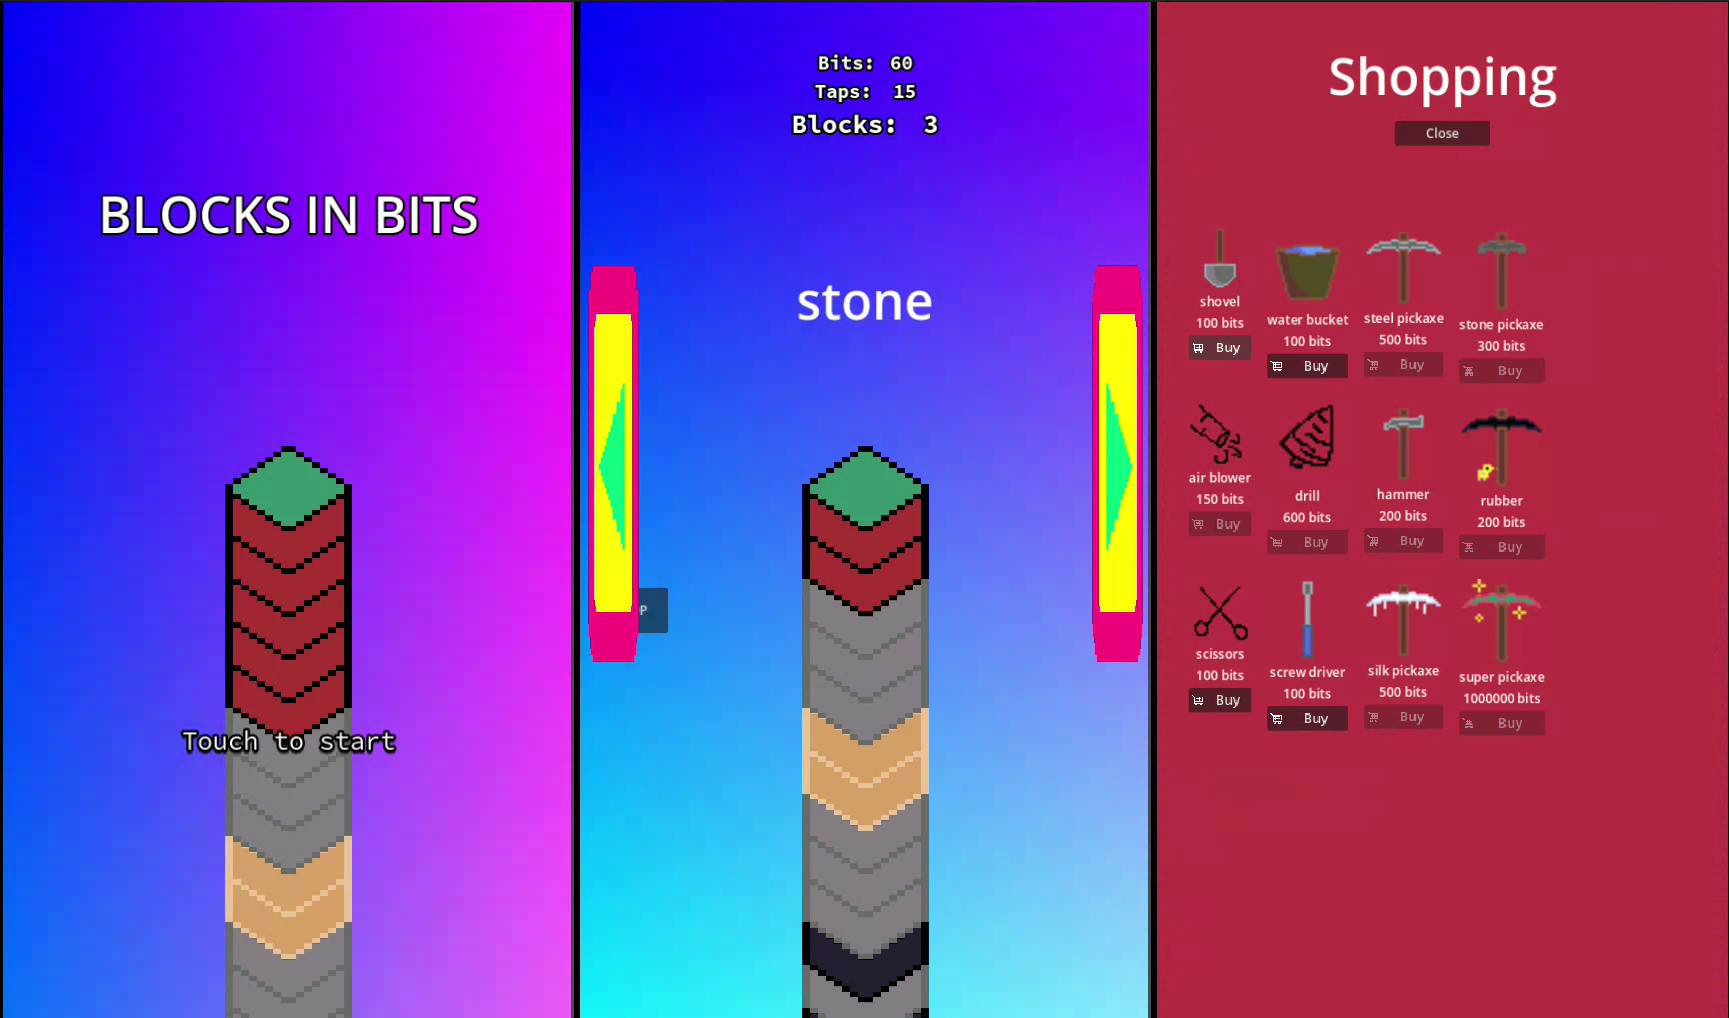 BLOCKS IN BITS
Touch to start
Bits: 60
Taps: 15
Blocks: 3
stone
P
Shopping
Close
shovel
100 bits
Buy
water bucket
100 bits
Buy
steel pickaxe
500 bits
Buy
stone pickaxe
300 bits
Buy
air blower
150 bits
Buy
drill
600 bits
Buy
hammer
200 bits
Buy
rubber
200 bits
Buy
scissors
100 bits
Buy
screw driver
100 bits
Buy
silk pickaxe
500 bits
Buy
super pickaxe
1000000 bits
Buy